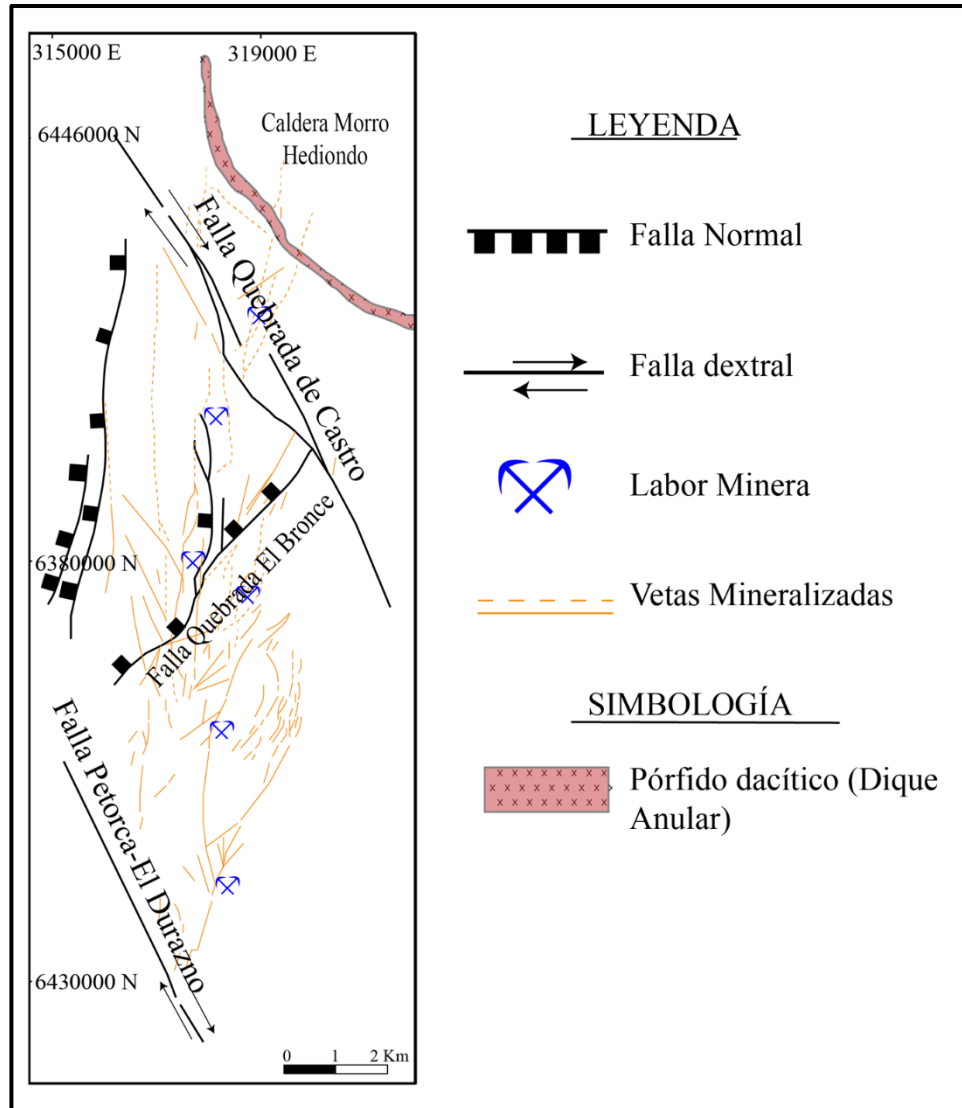 315000 E
319000 E
6446000 N
Caldera Morro
Hediondo
Falla Quebrada de Castro
6380000 N
Falla Quebrada El Bronce
Falla Petorca-El Durazno
6430000 N
0 1 2 Km
LEYENDA
Falla Normal
Falla dextral
Labor Minera
Vetas Mineralizadas
SIMBOLOGÍA
Pórfido dacítico (Dique
Anular)